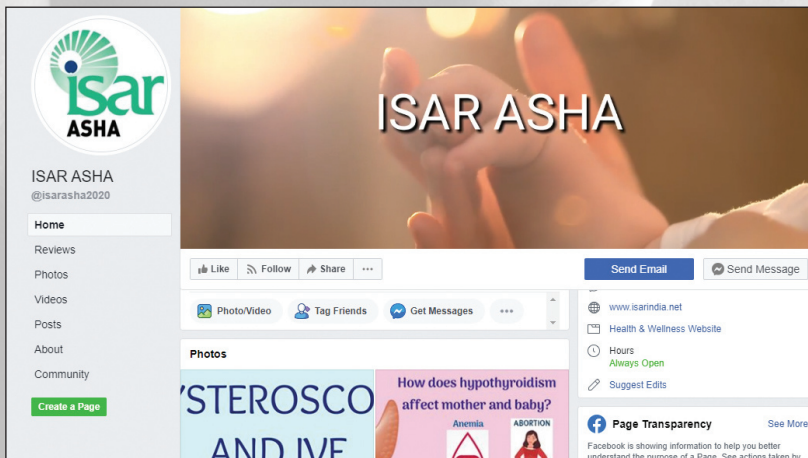 isar
ASHA
ISAR ASHA
ISAR ASHA
@isarasha2020
Home
Reviews
Photos
Videos
Posts
About
Community
Create a Page
Like Follow Share ...
Send Email
Send Message
Photo/Video Tag Friends Get Messages ...
www.isarindia.net
Health & Wellness Website
Hours
Always Open
Suggest Edits
Photos
YSTEROSCO
AND IVF
How does hypothyroidism
affect mother and baby?
Anemia
ABORTION
Page Transparency See More
Facebook is showing information to help you better
understand the purpose of a Page. See actions taken by